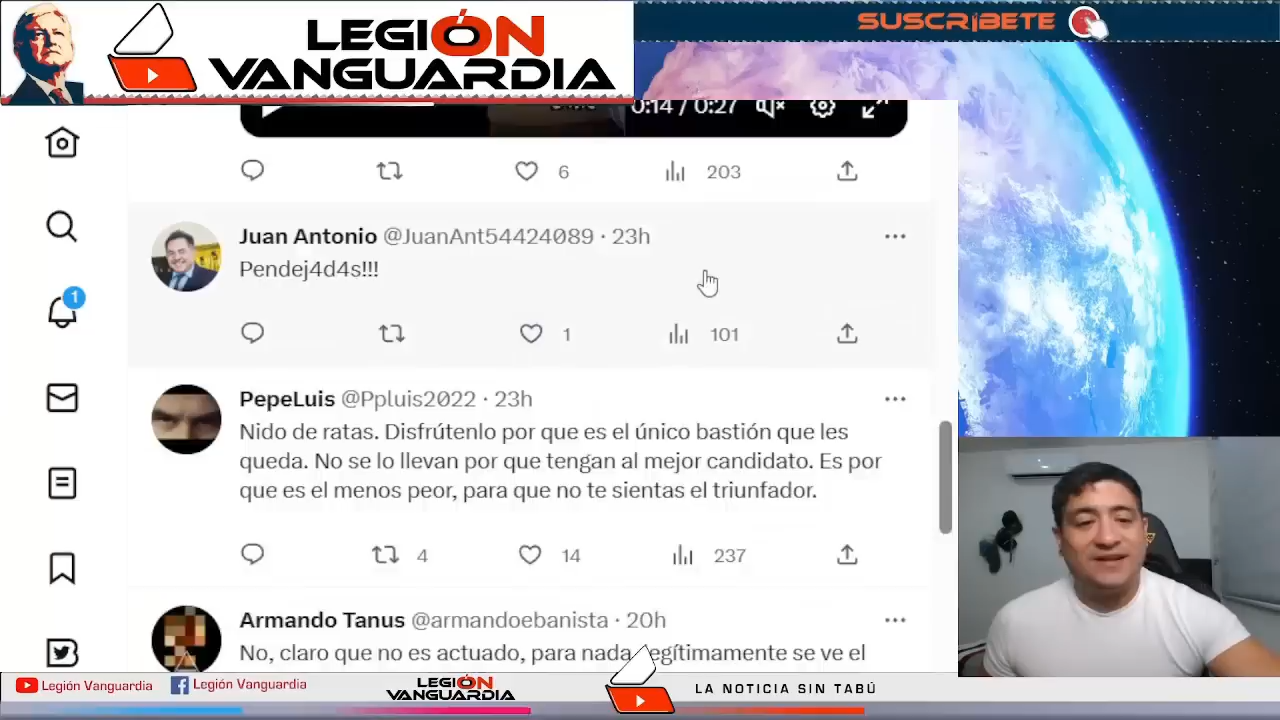 LEGIÓN
VANGUARDIA
SUSCRÍBETE
0:14 / 0:27
6
203
Juan Antonio @JuanAnt54424089 · 23h
Pendej4d4s!!!
1
1
101
PepeLuis @Ppluis2022 · 23h
Nido de ratas. Disfrútenlo por que es el único bastión que les
queda. No se lo llevan por que tengan al mejor candidato. Es por
que es el menos peor, para que no te sientas el triunfador.
4
14
237
Armando Tanus @armandoebanista · 20h
No, claro que no es actuado, para nada, legítimamente se ve el
Legión Vanguardia
Legión Vanguardia
LEGIÓN
VANGUARDIA
LA NOTICIA SIN TABÚ